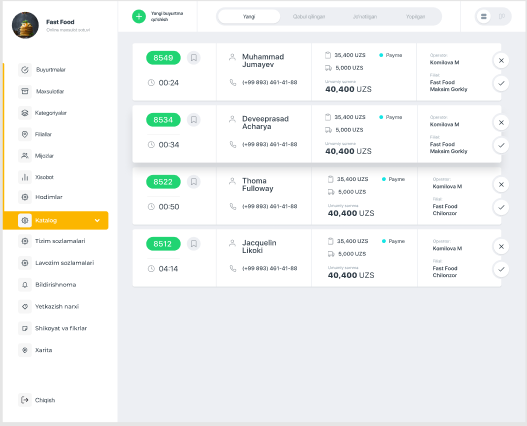 Fast Food
Online maxsulot sotuvi
Buyurtmalar
Maxsulotlar
Kategoriyalar
Filiallar
Mijozlar
Xisobot
Hodimlar
Katalog
Tizim sozlamalari
Lavozim sozlamalari
Bildirishnoma
Yetkazish narxi
Shikoyat va fikrlar
Xarita
Chiqish
Yangi buyurtma
qo'shish
Yangi
Qabul qilingan
Jo'natilgan
Yopilgan
8549
00:24
Muhammad
Jumayev
(+99 893) 461-41-88
35,400 UZS
Payme
5,000 UZS
Umumiy summa
40,400 UZS
Operator
Komilova M
Filial
Fast Food
Maksim Gorkiy
8534
00:34
Deveeprasad
Acharya
(+99 893) 461-41-88
35,400 UZS
Payme
5,000 UZS
Umumiy summa
40,400 UZS
Operator
Komilova M
Filial
Fast Food
Maksim Gorkiy
8522
00:50
Thoma
Fulloway
(+99 893) 461-41-88
35,400 UZS
Payme
5,000 UZS
Umumiy summa
40,400 UZS
Operator
Komilova M
Filial
Fast Food
Chilonzor
8512
04:14
Jacquelin
Likoki
(+99 893) 461-41-88
35,400 UZS
Payme
5,000 UZS
Umumiy summa
40,400 UZS
Operator
Komilova M
Filial
Fast Food
Chilonzor